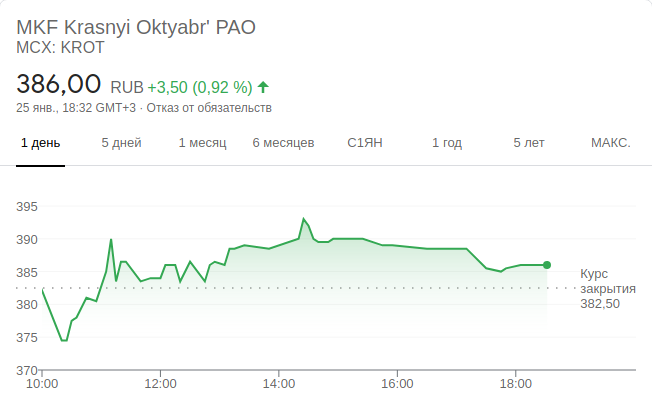 MKF Krasnyi Oktyabr' PAO
MCX: KROT
386,00 RUB +3,50 (0,92 %)
25 янв., 18:32 GMT+3 · Отказ от обязательств
1 день 5 дней 1 месяц 6 месяцев С1ЯН 1 год 5 лет МАКС.
395
390
385
380
375
370
Курс
закрытия
382,50
10:00 12:00 14:00 16:00 18:00